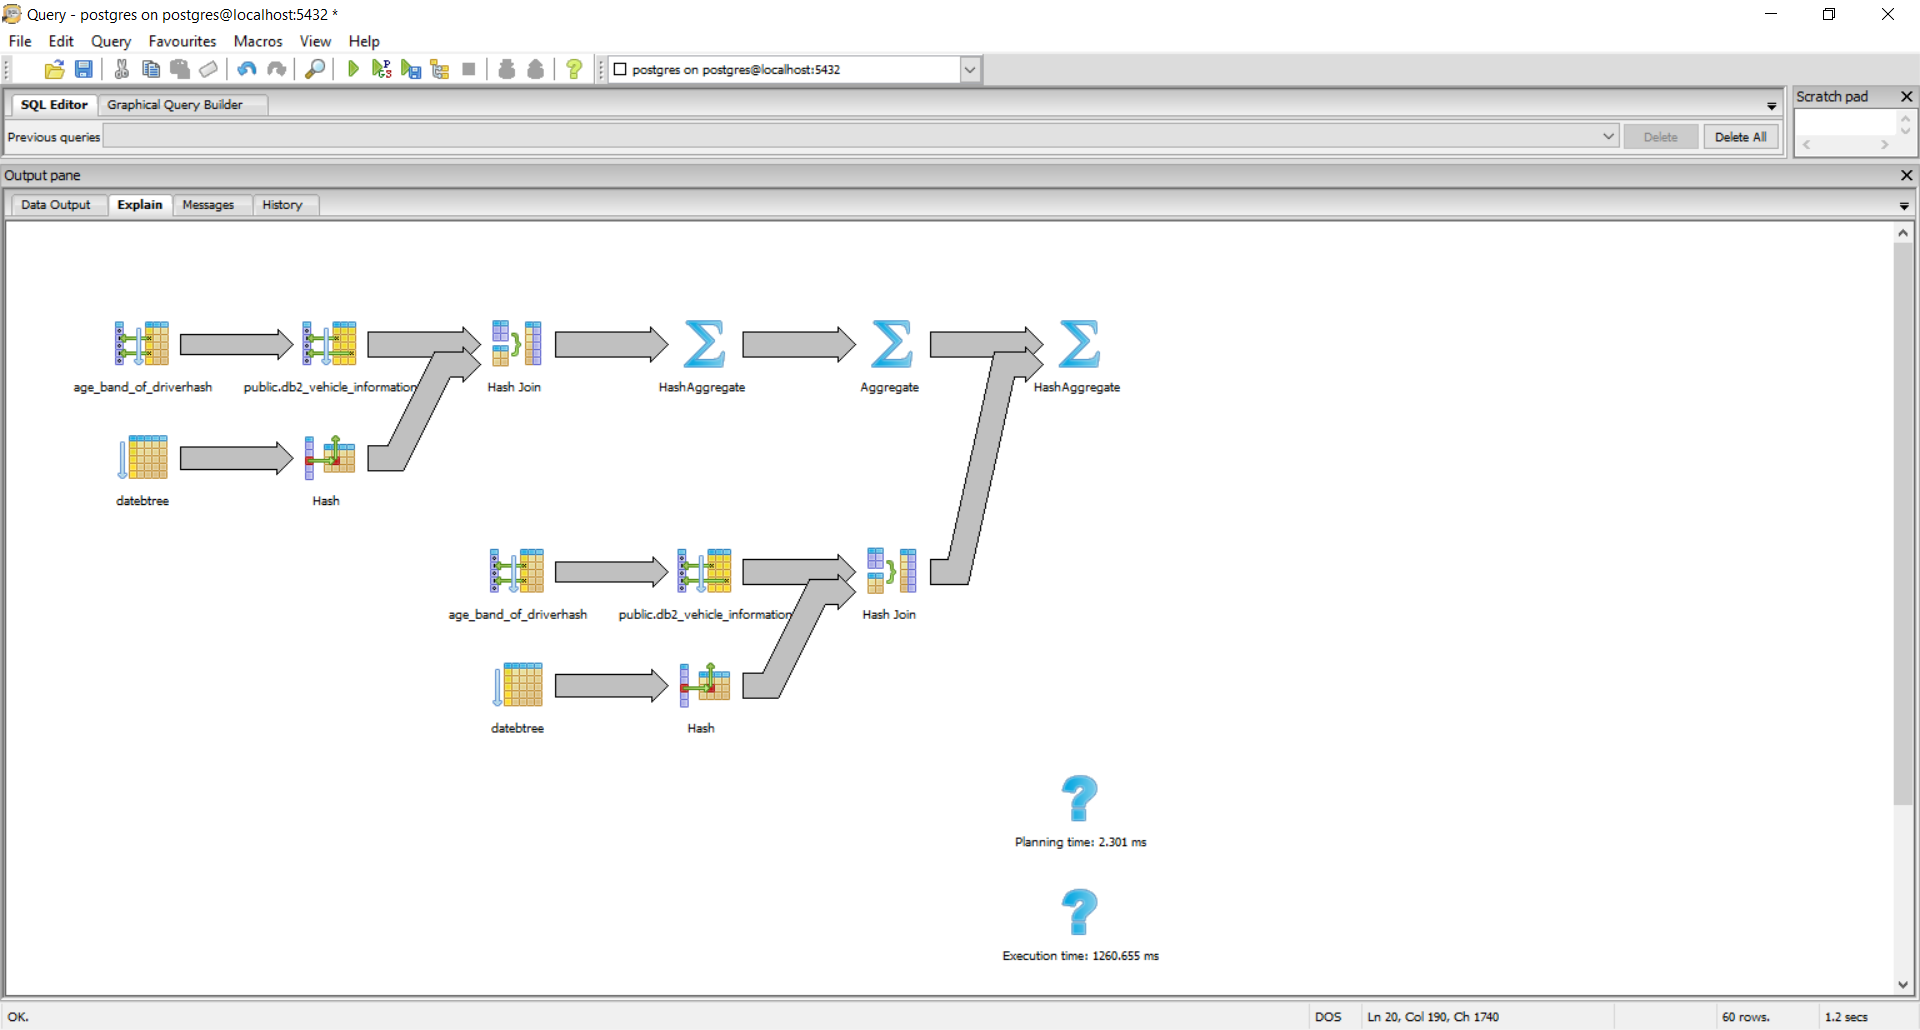 Query - postgres on postgres@localhost:5432 *
File Edit Query Favourites Macros View Help
postgres on postgres@localhost:5432
SQL Editor Graphical Query Builder
Scratch pad
Previous queries Delete Delete All
Output pane
Data Output Explain Messages History
age_band_of_driverhash public.db2_vehicle_information Hash Join HashAggregate Aggregate HashAggregate
datebtree Hash
age_band_of_driverhash public.db2_vehicle_information Hash Join
datebtree Hash
Planning time: 2.301 ms
Execution time: 1260.655 ms
OK. DOS Ln 20, Col 190, Ch 1740 60 rows. 1.2 secs